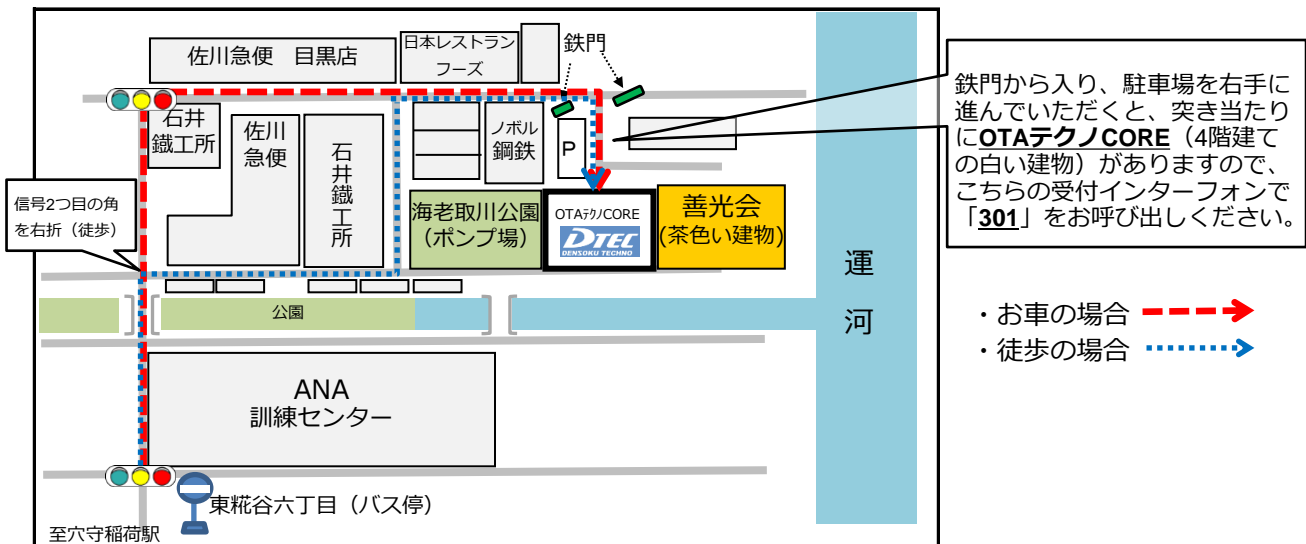 佐川急便　目黒店
日本レストラン
フーズ
鉄門
石井
鐵工所
佐川
急便
石井鐵工所
ノボル
鋼鉄
P
鉄門から入り、駐車場を右手に
進んでいただくと、突き当たり
にOTAテクノCORE（4階建て
の白い建物）がありますので、
こちらの受付インターフォンで
「301」をお呼び出しください。
信号2つ目の角
を右折（徒歩）
海老取川公園
（ポンプ場）
OTAテクノCORE
DTEC
DENSOKU TECHNO
善光会
(茶色い建物)
運河
公園
・お車の場合
・徒歩の場合
ANA
訓練センター
東糀谷六丁目（バス停）
至穴守稲荷駅